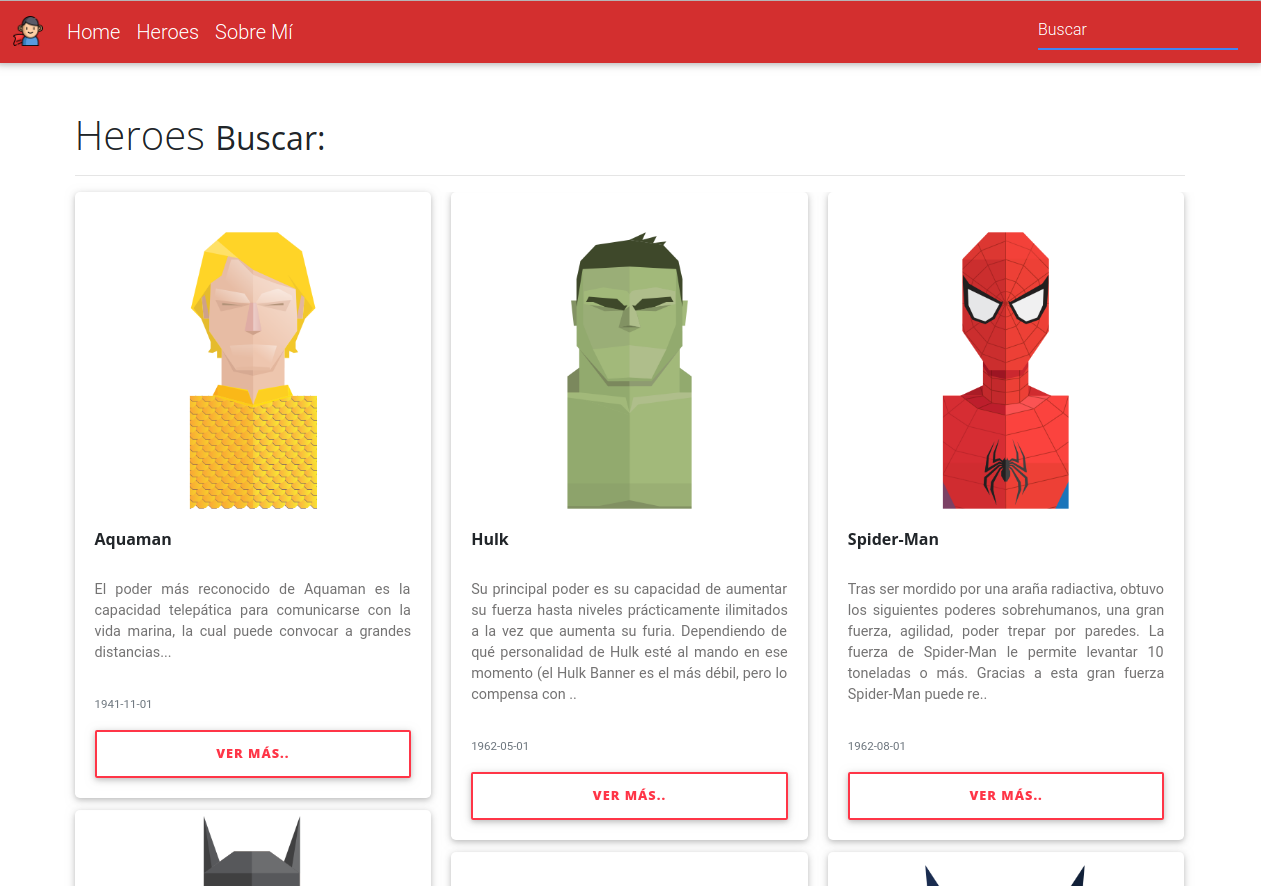 Home Heroes Sobre Mí
Buscar
Heroes Buscar:
Aquaman
El poder más reconocido de Aquaman es la
capacidad telepática para comunicarse con la
vida marina, la cual puede convocar a grandes
distancias...
1941-11-01
VER MÁS..
Hulk
Su principal poder es su capacidad de aumentar
su fuerza hasta niveles prácticamente ilimitados
a la vez que aumenta su furia. Dependiendo de
qué personalidad de Hulk esté al mando en ese
momento (el Hulk Banner es el más débil, pero lo
compensa con ..
1962-05-01
VER MÁS..
Spider-Man
Tras ser mordido por una araña radiactiva, obtuvo
los siguientes poderes sobrehumanos, una gran
fuerza, agilidad, poder trepar por paredes. La
fuerza de Spider-Man le permite levantar 10
toneladas o más. Gracias a esta gran fuerza
Spider-Man puede re..
1962-08-01
VER MÁS..